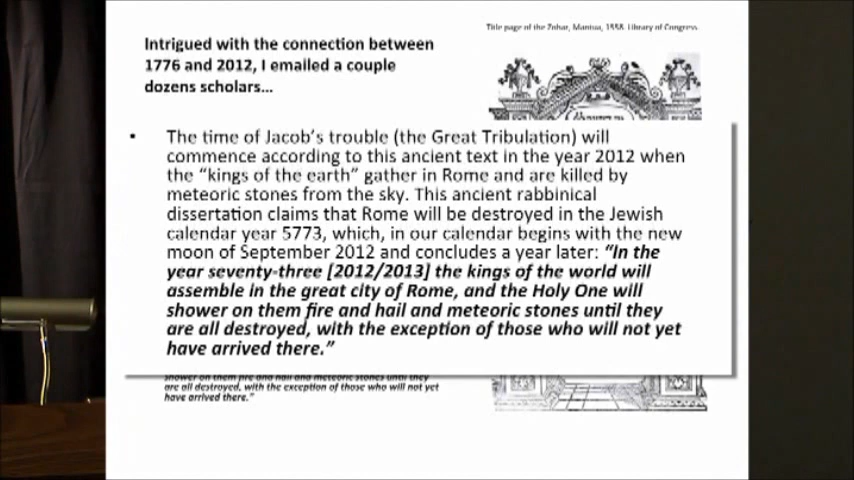 Title page of the Zohar, Mantua, 1558. Library of Congress
Intrigued with the connection between
1776 and 2012, I emailed a couple
dozens scholars...
• The time of Jacob's trouble (the Great Tribulation) will
commence according to this ancient text in the year 2012 when
the "kings of the earth" gather in Rome and are killed by
meteoric stones from the sky. This ancient rabbinical
dissertation claims that Rome will be destroyed in the Jewish
calendar year 5773, which, in our calendar begins with the new
moon of September 2012 and concludes a year later: "In the
year seventy-three [2012/2013] the kings of the world will
assemble in the great city of Rome, and the Holy One will
shower on them fire and hail and meteoric stones until they
are all destroyed, with the exception of those who will not yet
have arrived there."
shower on them fire and hail and meteoric stones until they
are all destroyed, with the exception of those who will not yet
have arrived there."